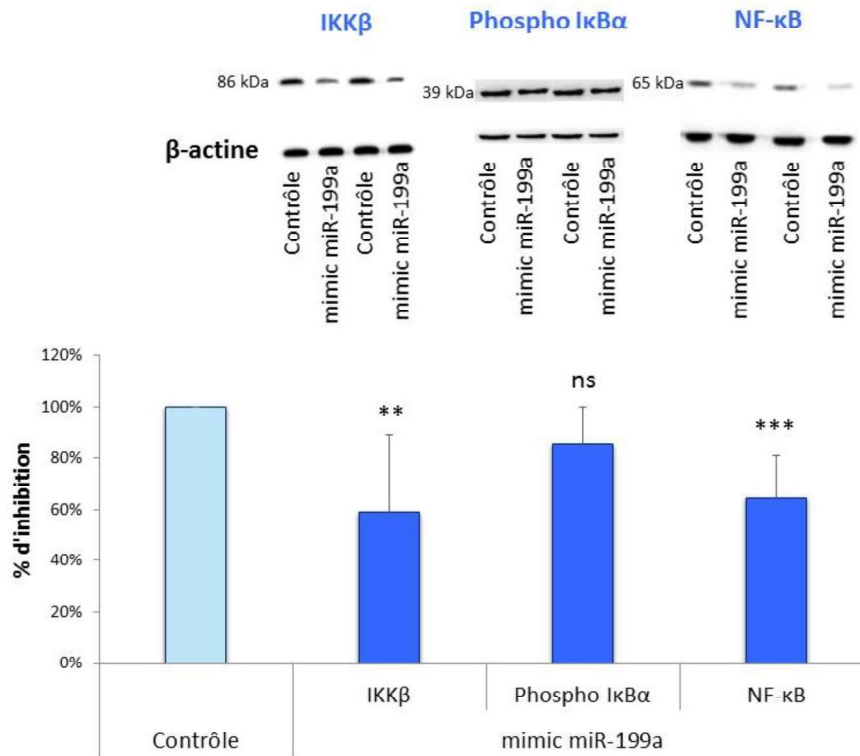 IKKβ Phospho IκBα NF-κB
86 kDa
39 kDa
65 kDa
β-actine
Contrôle
mimic miR-199a
Contrôle
mimic miR-199a
Contrôle
mimic miR-199a
Contrôle
mimic miR-199a
Contrôle
mimic miR-199a
Contrôle
mimic miR-199a
% d'inhibition
120%
100%
80%
60%
40%
20%
0%
**
ns
***
IKKβ Phospho IκBα NF-κB
Contrôle mimic miR-199a